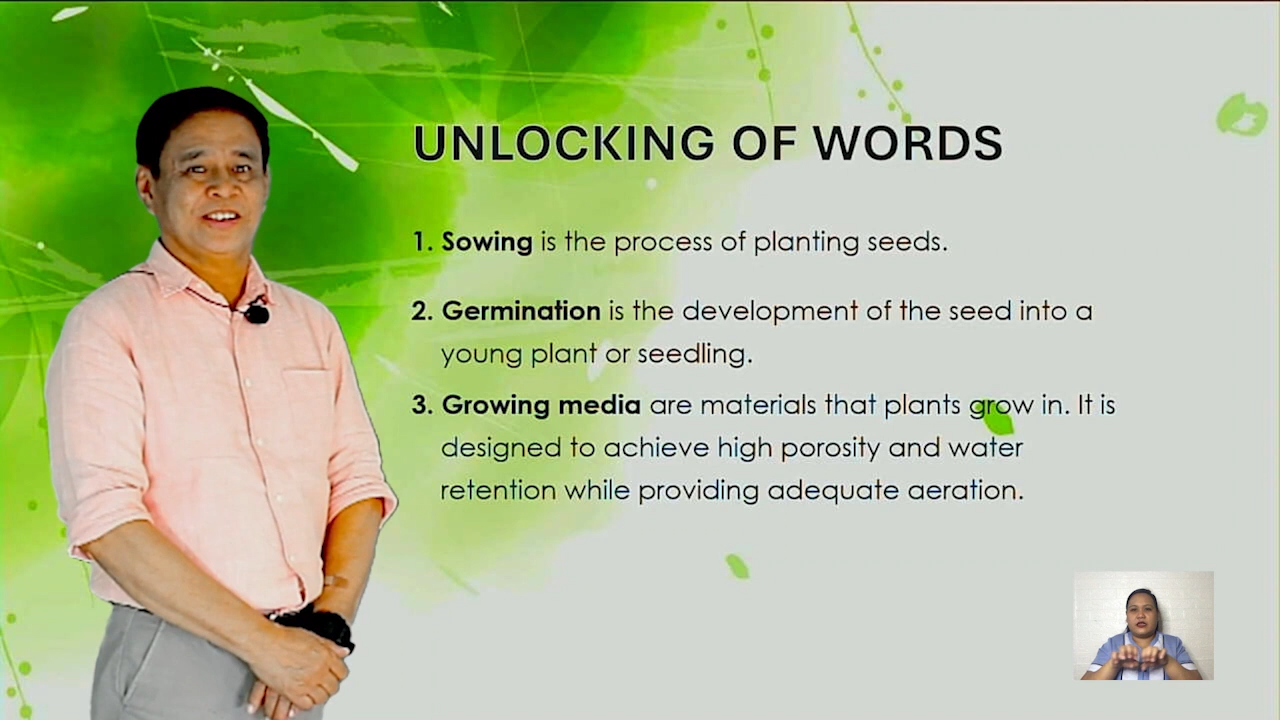 UNLOCKING OF WORDS
1. Sowing is the process of planting seeds.
2. Germination is the development of the seed into a
young plant or seedling.
3. Growing media are materials that plants grow in. It is
designed to achieve high porosity and water
retention while providing adequate aeration.